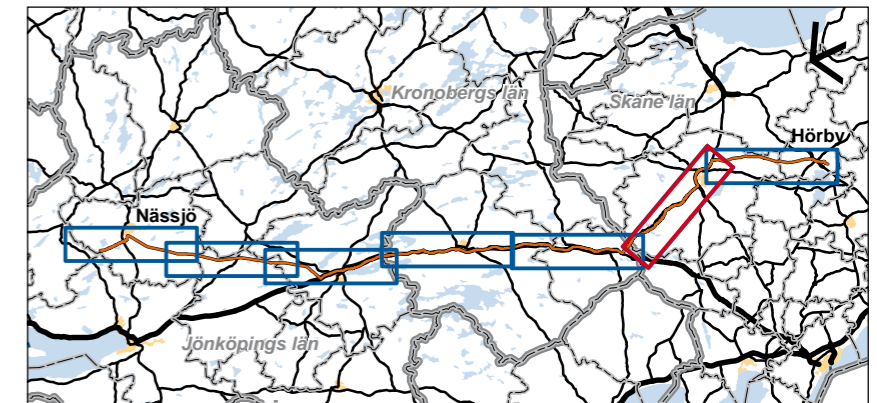 Kronobergs län
Skåne län
Hörby
Nässjö
Jönköpings län